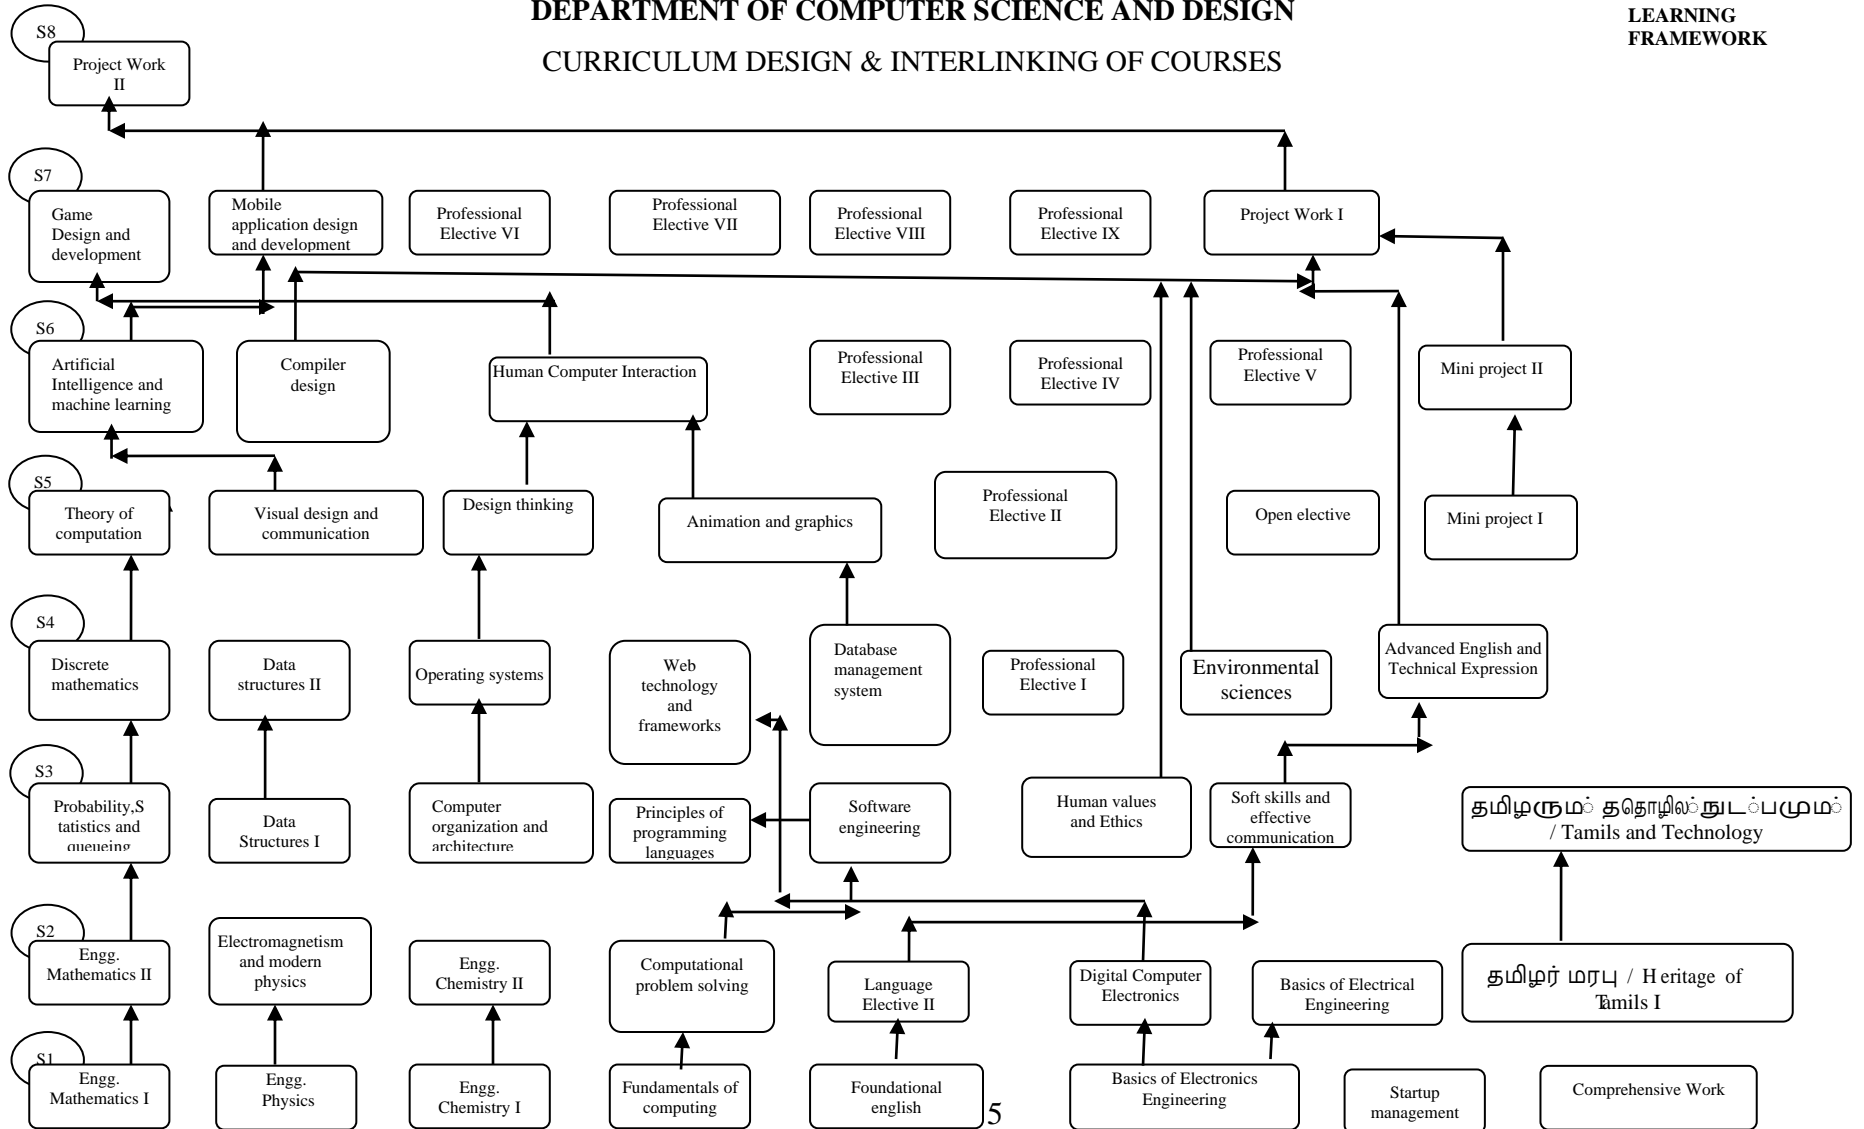 DEPARTMENT OF COMPUTER SCIENCE AND DESIGN
CURRICULUM DESIGN & INTERLINKING OF COURSES
LEARNING
FRAMEWORK
S8
Project Work
II
S7
Game
Design and
development
Mobile
application design
and development
Professional
Elective VI
Professional
Elective VII
Professional
Elective VIII
Professional
Elective IX
Project Work I
S6
Artificial
Intelligence and
machine learning
Compiler
design
Human Computer Interaction
Professional
Elective III
Professional
Elective IV
Professional
Elective V
Mini project II
S5
Theory of
computation
Visual design and
communication
Design thinking
Animation and graphics
Professional
Elective II
Open elective
Mini project I
S4
Discrete
mathematics
Data
structures II
Operating systems
Web
technology
and
frameworks
Database
management
system
Professional
Elective I
Environmental
sciences
Advanced English and
Technical Expression
S3
Probability,S
tatistics and
queueing
Data
Structures I
Computer
organization and
architecture
Principles of
programming
languages
Software
engineering
Human values
and Ethics
Soft skills and
effective
communication
தமிழரும் ததொழில்நுட்பமும்
/ Tamils and Technology
S2
Engg.
Mathematics II
Electromagnetism
and modern
physics
Engg.
Chemistry II
Computational
problem solving
Language
Elective II
Digital Computer
Electronics
Basics of Electrical
Engineering
தமிழர் மரபு / H eritage of
Tamils I
S1
Engg.
Mathematics I
Engg.
Physics
Engg.
Chemistry I
Fundamentals of
computing
Foundational
english
Basics of Electronics
Engineering
Startup
management
Comprehensive Work
5